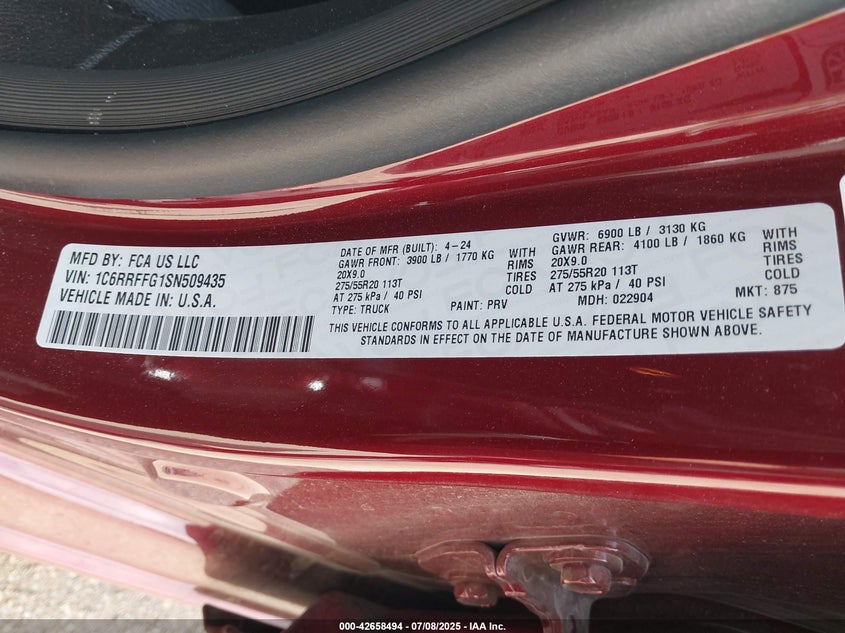 MFD BY: FCA US LLC
VIN: 1C6RRFFG1SN509435
VEHICLE MADE IN: U.S.A.
DATE OF MFR (BUILT): 4-24
GAWR FRONT: 3900 LB / 1770 KG WITH
20X9.0 RIMS
275/55R20 113T TIRES
AT 275 kPa / 40 PSI COLD
TYPE: TRUCK PAINT: PRV
GVWR: 6900 LB / 3130 KG
GAWR REAR: 4100 LB / 1860 KG WITH
20X9.0 RIMS
275/55R20 113T TIRES
AT 275 kPa / 40 PSI COLD
MDH: 022904 MKT: 875
THIS VEHICLE CONFORMS TO ALL APPLICABLE U.S.A. FEDERAL MOTOR VEHICLE SAFETY
STANDARDS IN EFFECT ON THE DATE OF MANUFACTURE SHOWN ABOVE.
000-42658494 07/08/2025 IAA Inc.